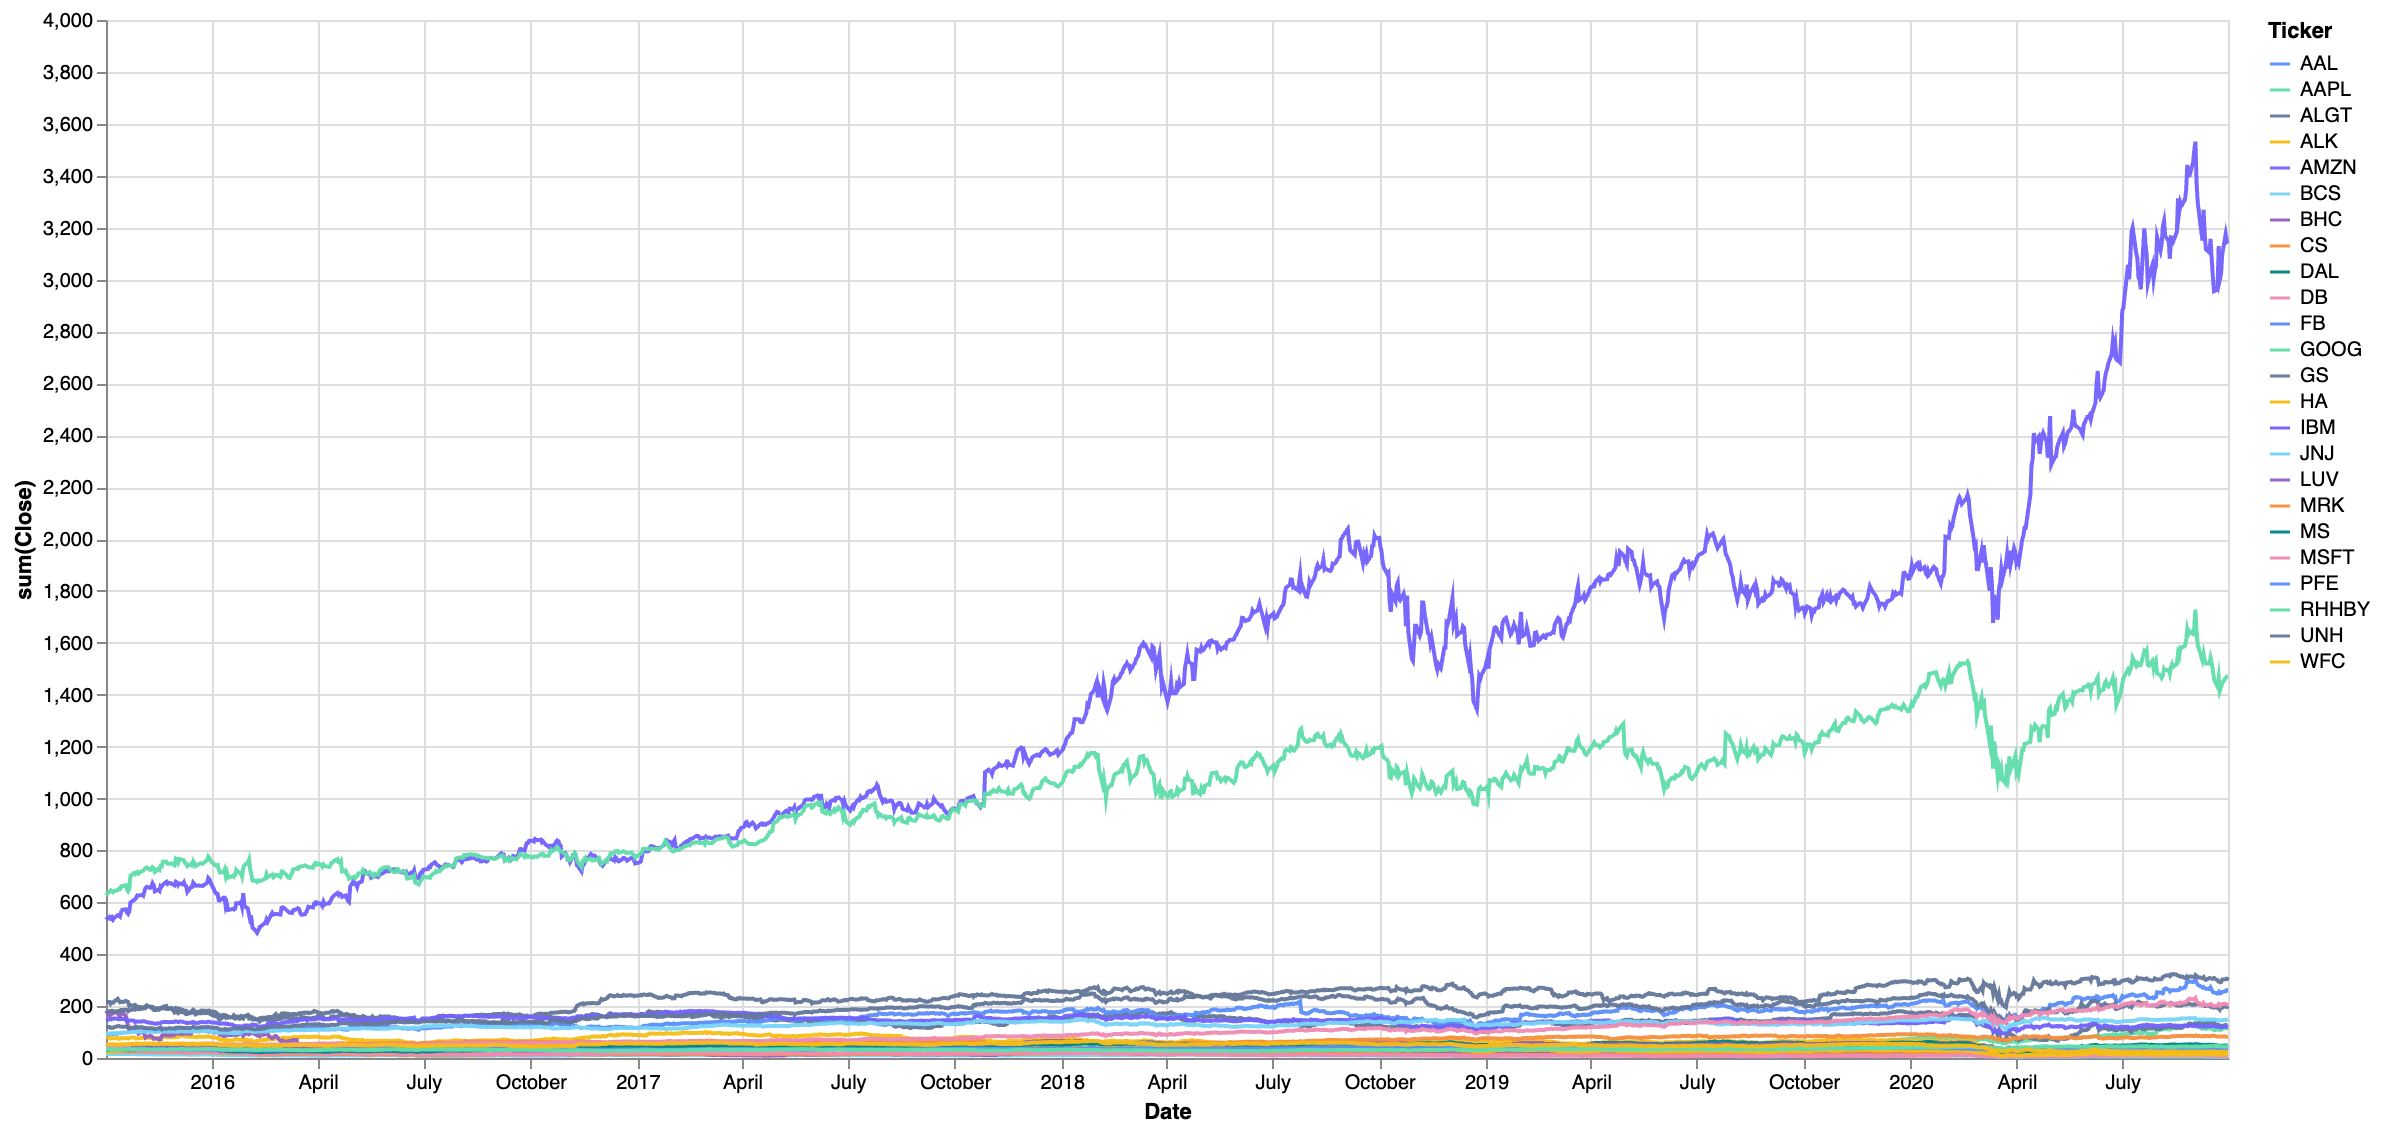 4,000
3,800
3,600
3,400
3,200
3,000
2,800
2,600
2,400
2,200
2,000
1,800
1,600
1,400
1,200
1,000
800
600
400
200
0
sum(Close)
2016 April July October 2017 April July October 2018 April July October 2019 April July October 2020 April July
Date
Ticker
AAL
AAPL
ALGT
ALK
AMZN
BCS
BHC
CS
DAL
DB
FB
GOOG
GS
HA
IBM
JNJ
LUV
MRK
MS
MSFT
PFE
RHHBY
UNH
WFC